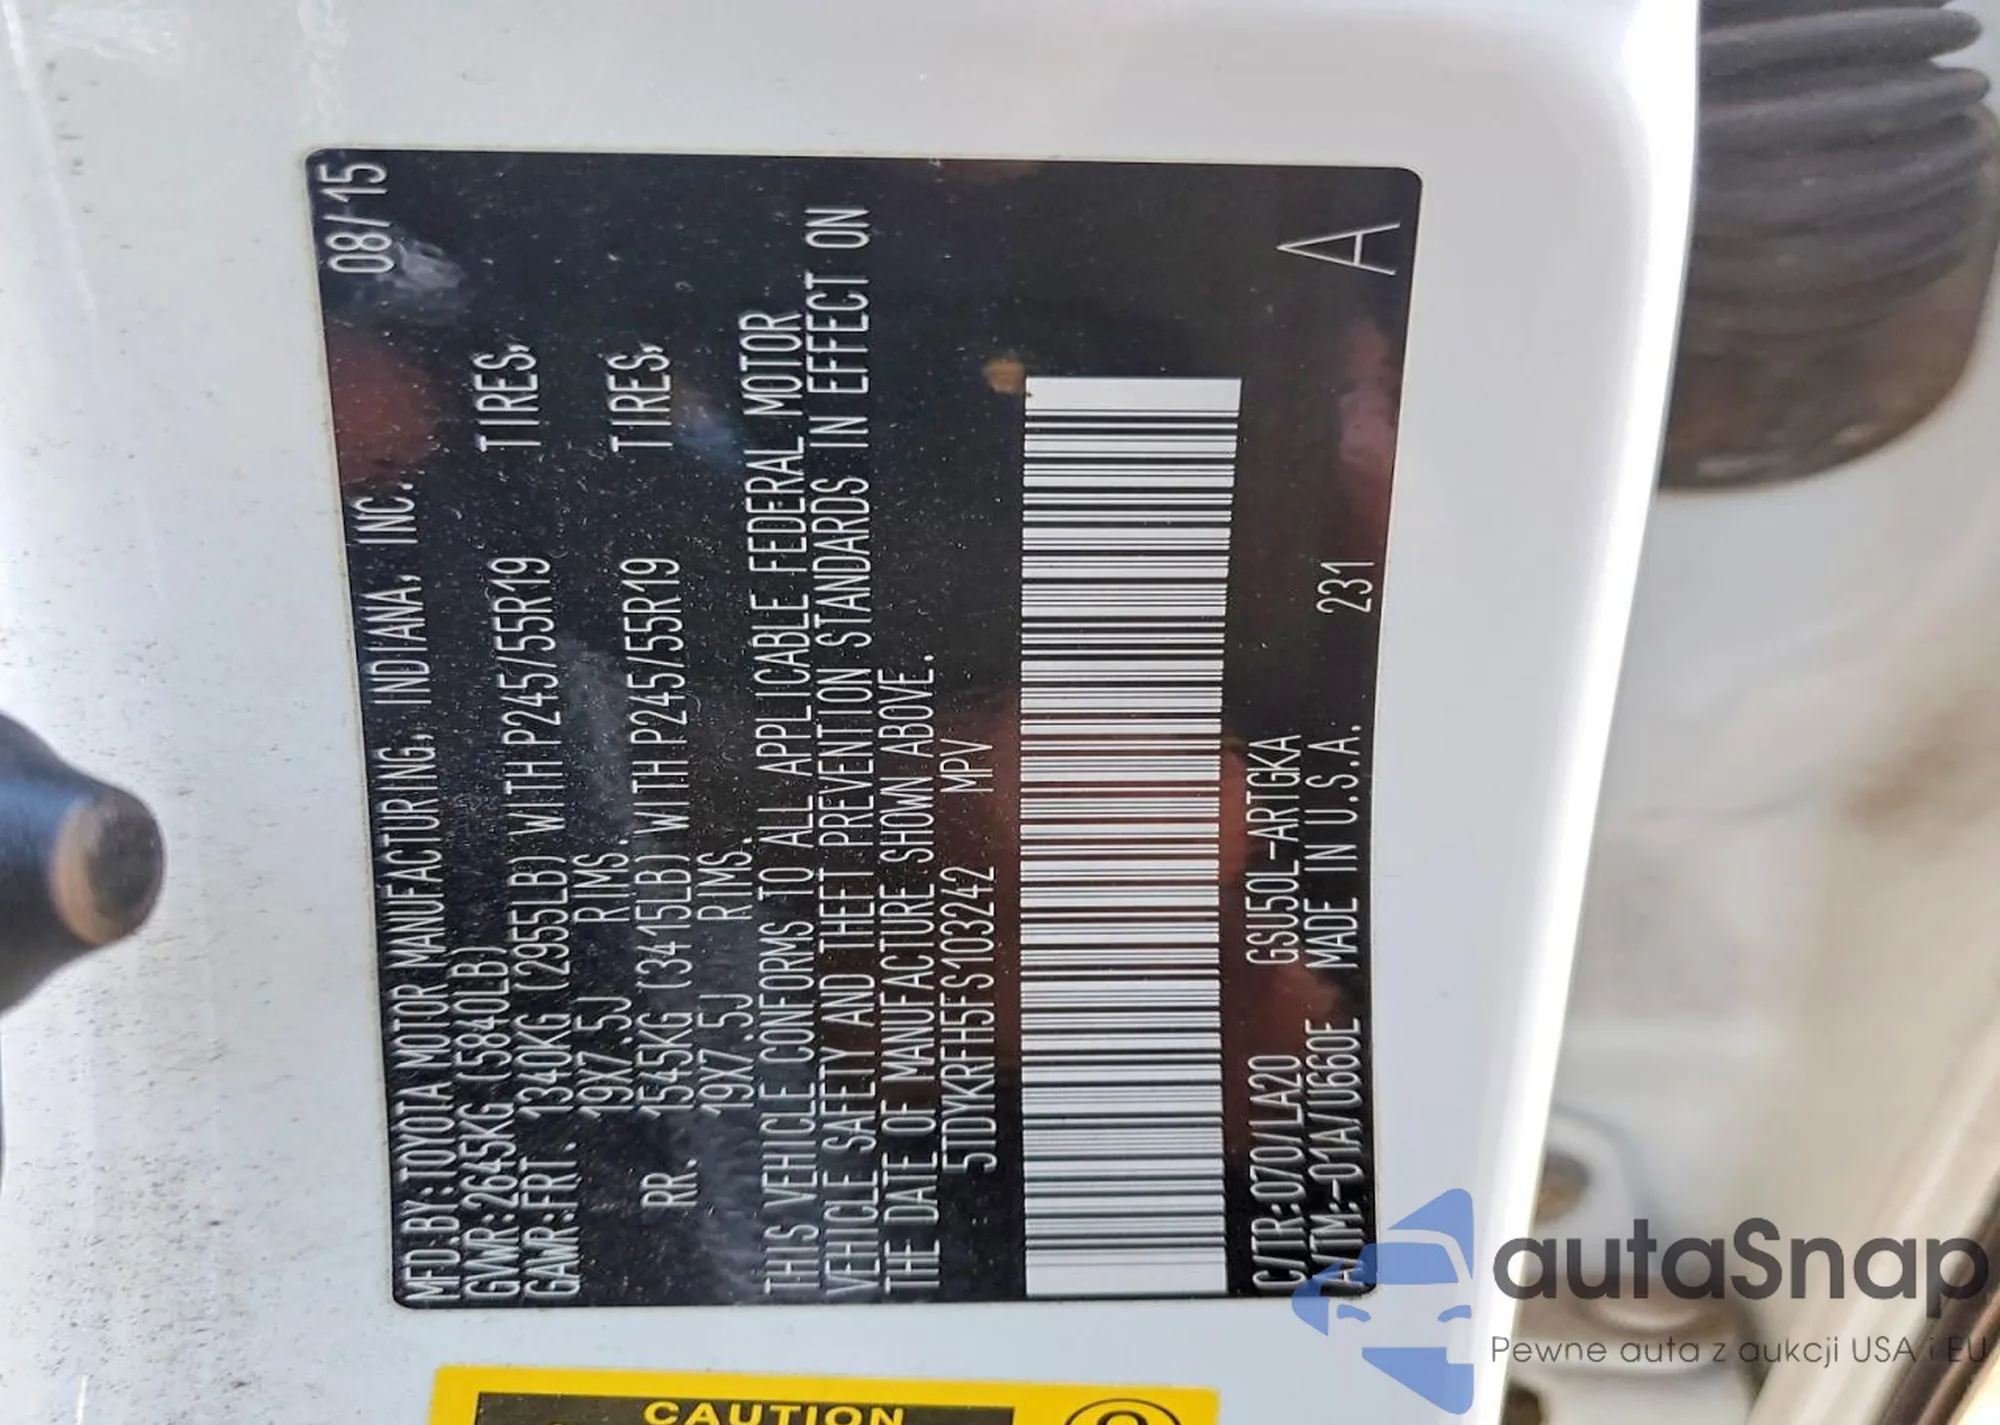 MFD.BY:TOYOTA MOTOR MANUFACTURING, INDIANA, INC. 08/15
GVWR:2645KG (5840LB)
GAWR:FRT. 1340KG (2955LB) WITH P245/55R19 TIRES,
19X7.5J RIMS.
RR. 1545KG (3415LB) WITH P245/55R19 TIRES,
19X7.5J RIMS.
THIS VEHICLE CONFORMS TO ALL APPLICABLE FEDERAL MOTOR
VEHICLE SAFETY AND THEFT PREVENTION STANDARDS IN EFFECT ON
THE DATE OF MANUFACTURE SHOWN ABOVE.
5TDYKRFH5FS103242 MPV
C/TR:070/LA20 GSU50L-ARTGKA
A/TM:-01A/U660E MADE IN U.S.A. 231 A
CAUTION
autaSnap
Pewne auta z aukcji USA i EU